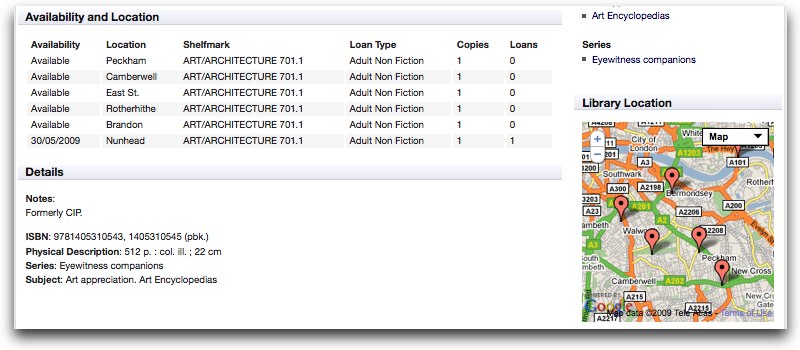 Availability and Location
Availability Location Shelfmark Loan Type Copies Loans
Available Peckham ART/ARCHITECTURE 701.1 Adult Non Fiction 1 0
Available Camberwell ART/ARCHITECTURE 701.1 Adult Non Fiction 1 0
Available East St. ART/ARCHITECTURE 701.1 Adult Non Fiction 1 0
Available Rotherhithe ART/ARCHITECTURE 701.1 Adult Non Fiction 1 0
Available Brandon ART/ARCHITECTURE 701.1 Adult Non Fiction 1 0
30/05/2009 Nunhead ART/ARCHITECTURE 701.1 Adult Non Fiction 1 1
Details
Notes:
Formerly CIP.
ISBN: 9781405310543, 1405310545 (pbk.)
Physical Description: 512 p. : col. ill. ; 22 cm
Series: Eyewitness companions
Subject: Art appreciation. Art Encyclopedias
Art Encyclopedias
Series
Eyewitness companions
Library Location
Map
City of
London
A1203
A3
A101
Southwark
A300
A2198
Bermondsey
Rotherh
A201
A200
A23
A2
A2206
Walw
A2208
A3
Peckham
New Cross
Camberwell
A202
A215
A215
A2217
POWERED BY
Google
Map data ©2009 Tele Atlas - Terms of Use